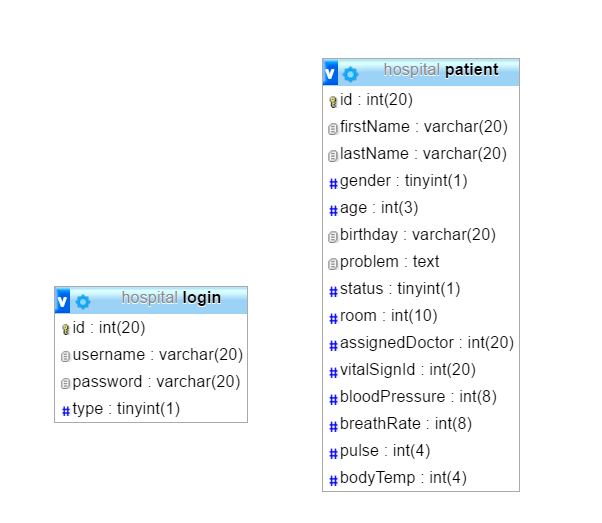 v hospital patient
id : int(20)
firstName : varchar(20)
lastName : varchar(20)
gender : tinyint(1)
age : int(3)
birthday : varchar(20)
problem : text
status : tinyint(1)
room : int(10)
assignedDoctor : int(20)
vitalSignId : int(20)
bloodPressure : int(8)
breathRate : int(8)
pulse : int(4)
bodyTemp : int(4)
v hospital login
id : int(20)
username : varchar(20)
password : varchar(20)
type : tinyint(1)